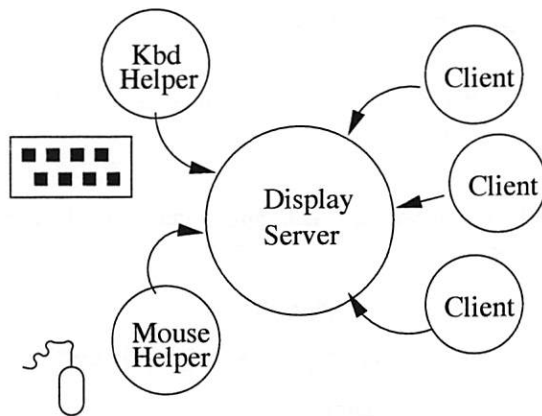 Kbd
Helper
Client
Client
Display
Server
Client
Mouse
Helper